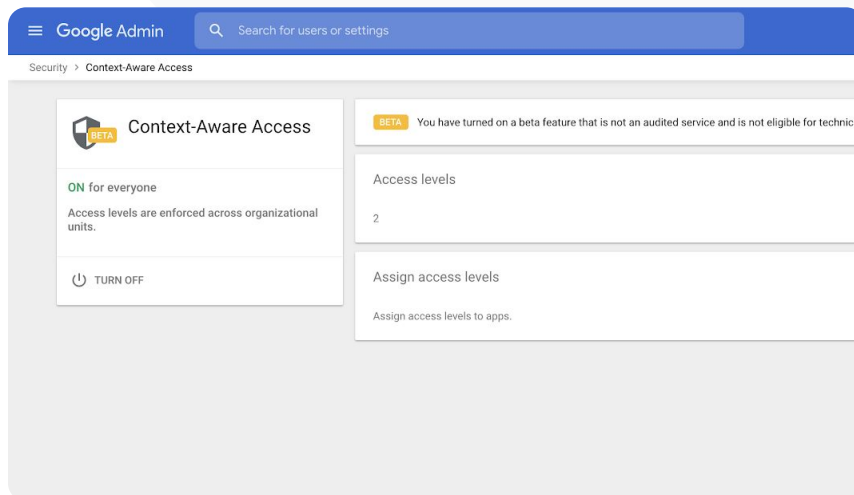 Google Admin
Search for users or settings
Security > Context-Aware Access
BETA
Context-Aware Access
ON for everyone
Access levels are enforced across organizational
units.
TURN OFF
BETA You have turned on a beta feature that is not an audited service and is not eligible for technic
Access levels
2
Assign access levels
Assign access levels to apps.